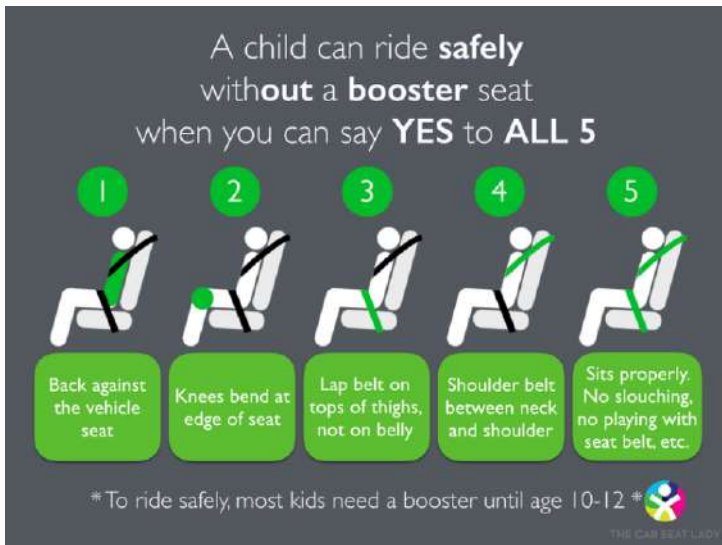 A child can ride safely
without a booster seat
when you can say YES to ALL 5
1
2
3
4
5
Back against
the vehicle
seat
Knees bend at
edge of seat
Lap belt on
tops of thighs,
not on belly
Shoulder belt
between neck
and shoulder
Sits properly.
No slouching,
no playing with
seat belt, etc.
*To ride safely, most kids need a booster until age 10-12 *
THE CAR SEAT LADY